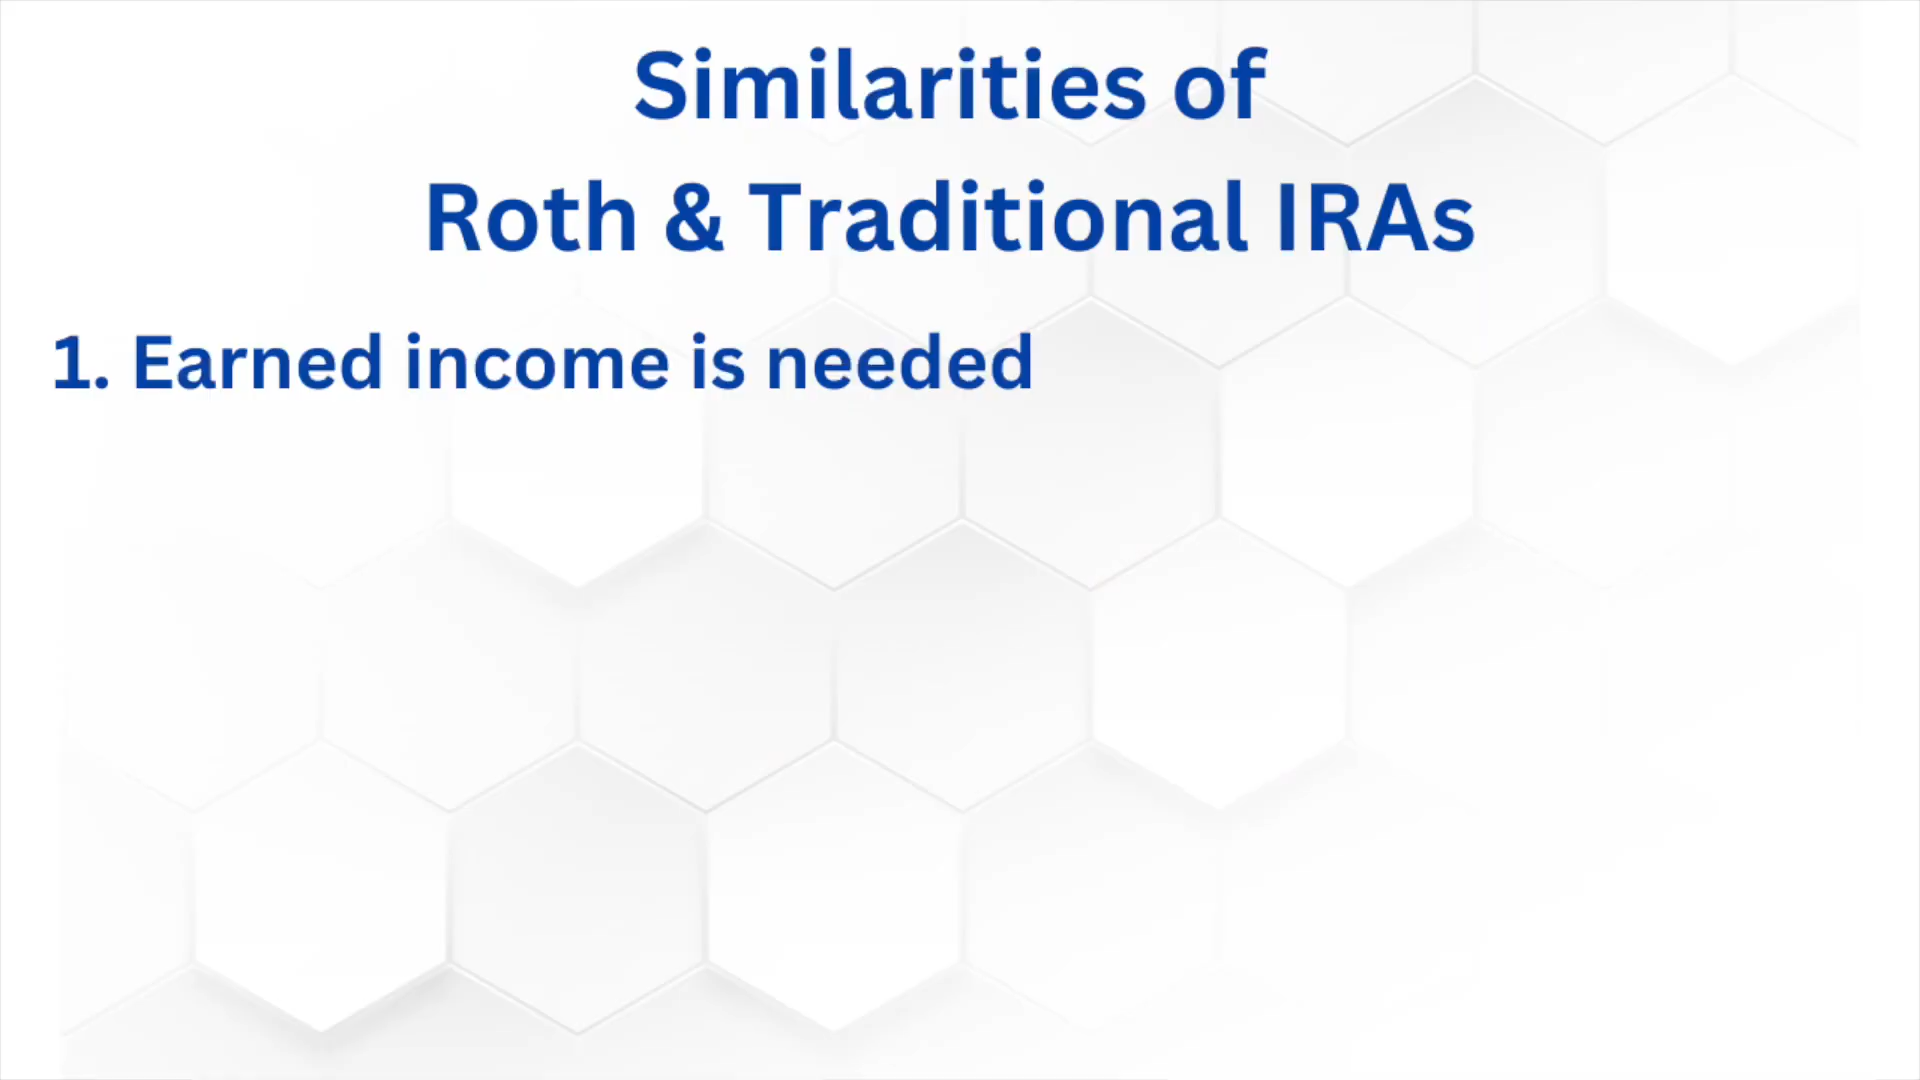 Similarities of
Roth & Traditional IRAs
1. Earned income is needed